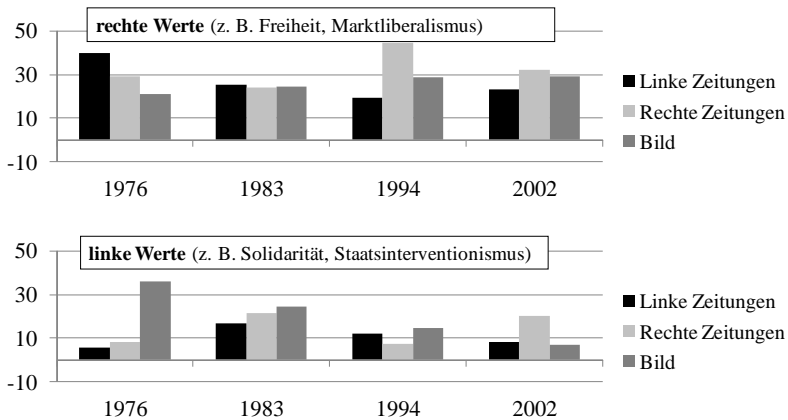 rechte Werte (z. B. Freiheit, Marktliberalismus)
50
30
10
-10
1976 1983 1994 2002
Linke Zeitungen
Rechte Zeitungen
Bild
linke Werte (z. B. Solidarität, Staatsinterventionismus)
50
30
10
-10
1976 1983 1994 2002
Linke Zeitungen
Rechte Zeitungen
Bild